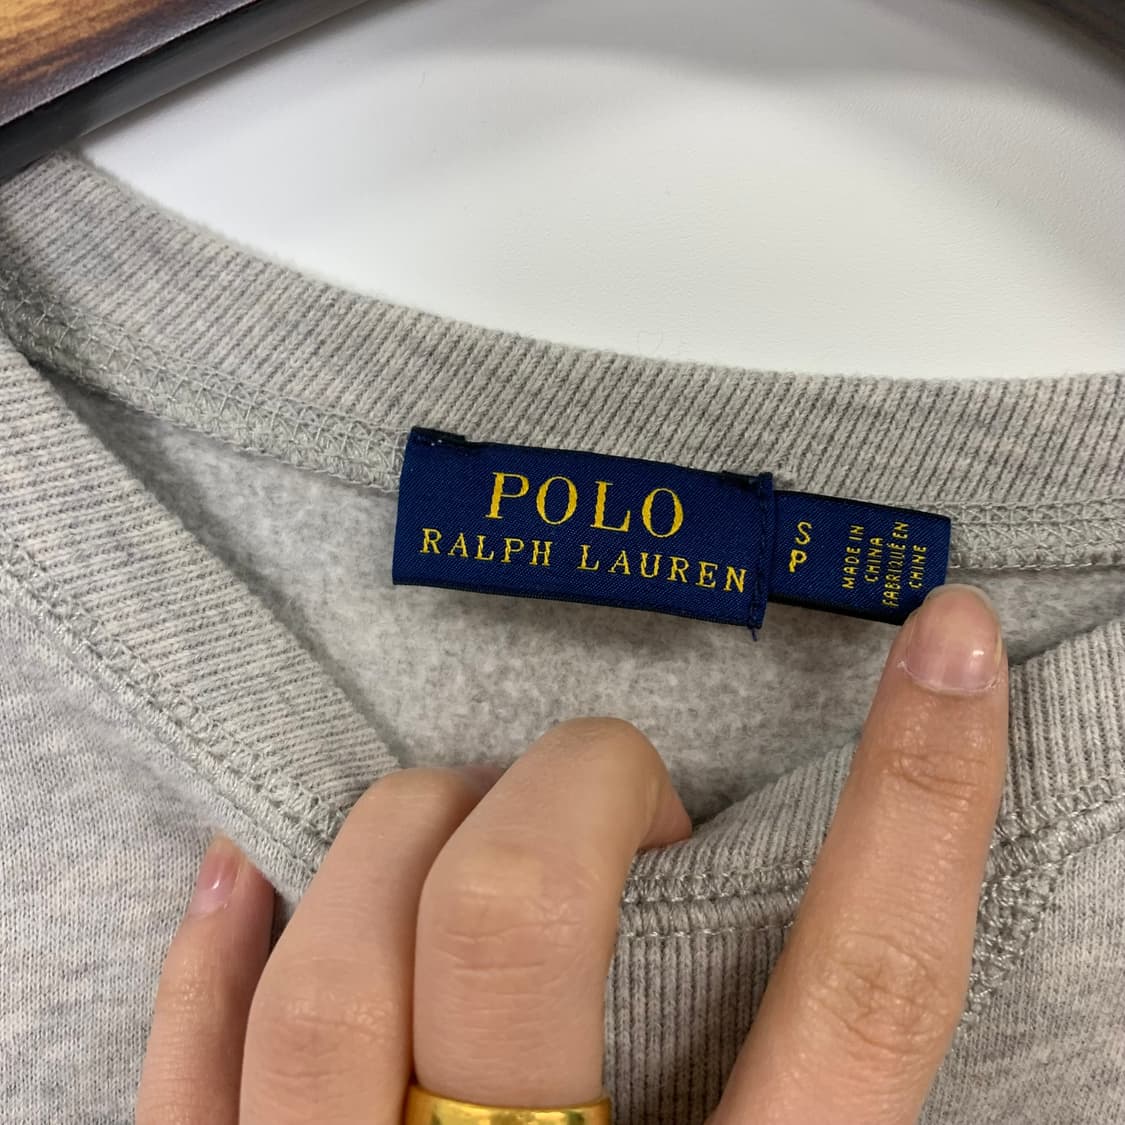 POLO
RALPH LAUREN
S
P
MADE IN
CHINA
FABRIQUÉ EN
CHINE